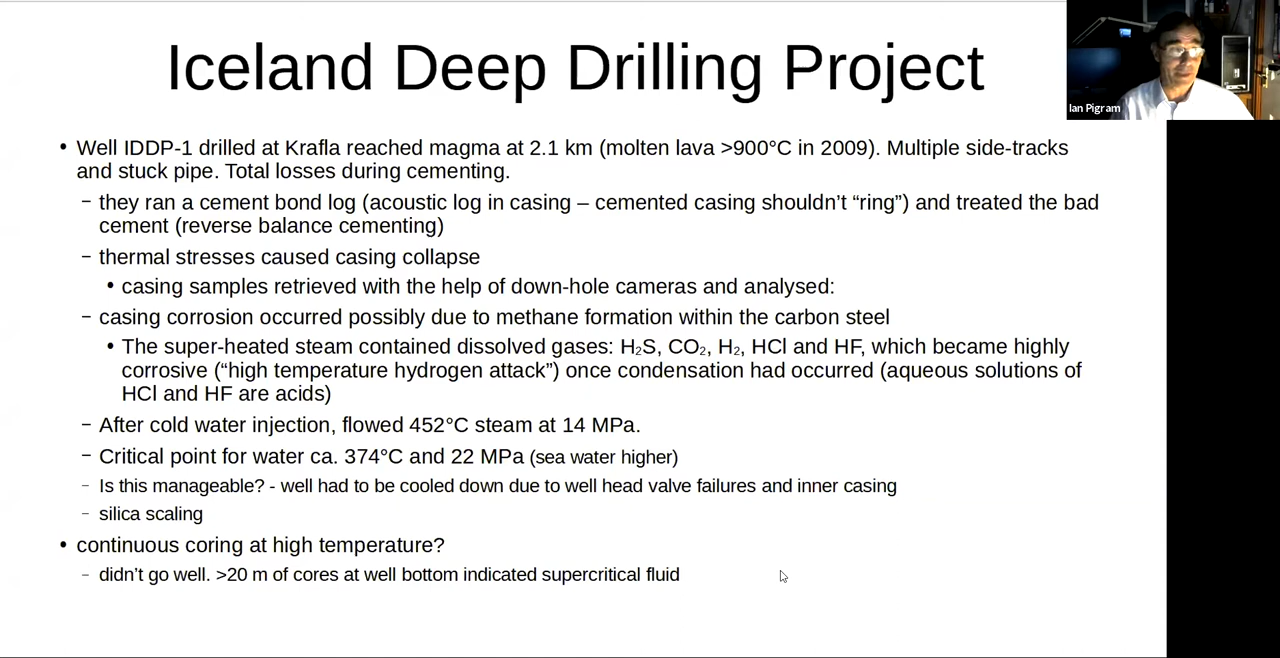 Iceland Deep Drilling Project
Ian Pigram
• Well IDDP-1 drilled at Krafla reached magma at 2.1 km (molten lava >900°C in 2009). Multiple side-tracks
and stuck pipe. Total losses during cementing.
– they ran a cement bond log (acoustic log in casing – cemented casing shouldn’t “ring”) and treated the bad
cement (reverse balance cementing)
– thermal stresses caused casing collapse
• casing samples retrieved with the help of down-hole cameras and analysed:
– casing corrosion occurred possibly due to methane formation within the carbon steel
• The super-heated steam contained dissolved gases: H₂S, CO₂, H₂, HCl and HF, which became highly
corrosive (“high temperature hydrogen attack”) once condensation had occurred (aqueous solutions of
HCl and HF are acids)
– After cold water injection, flowed 452°C steam at 14 MPa.
– Critical point for water ca. 374°C and 22 MPa (sea water higher)
– Is this manageable? - well had to be cooled down due to well head valve failures and inner casing
– silica scaling
• continuous coring at high temperature?
– didn’t go well. >20 m of cores at well bottom indicated supercritical fluid